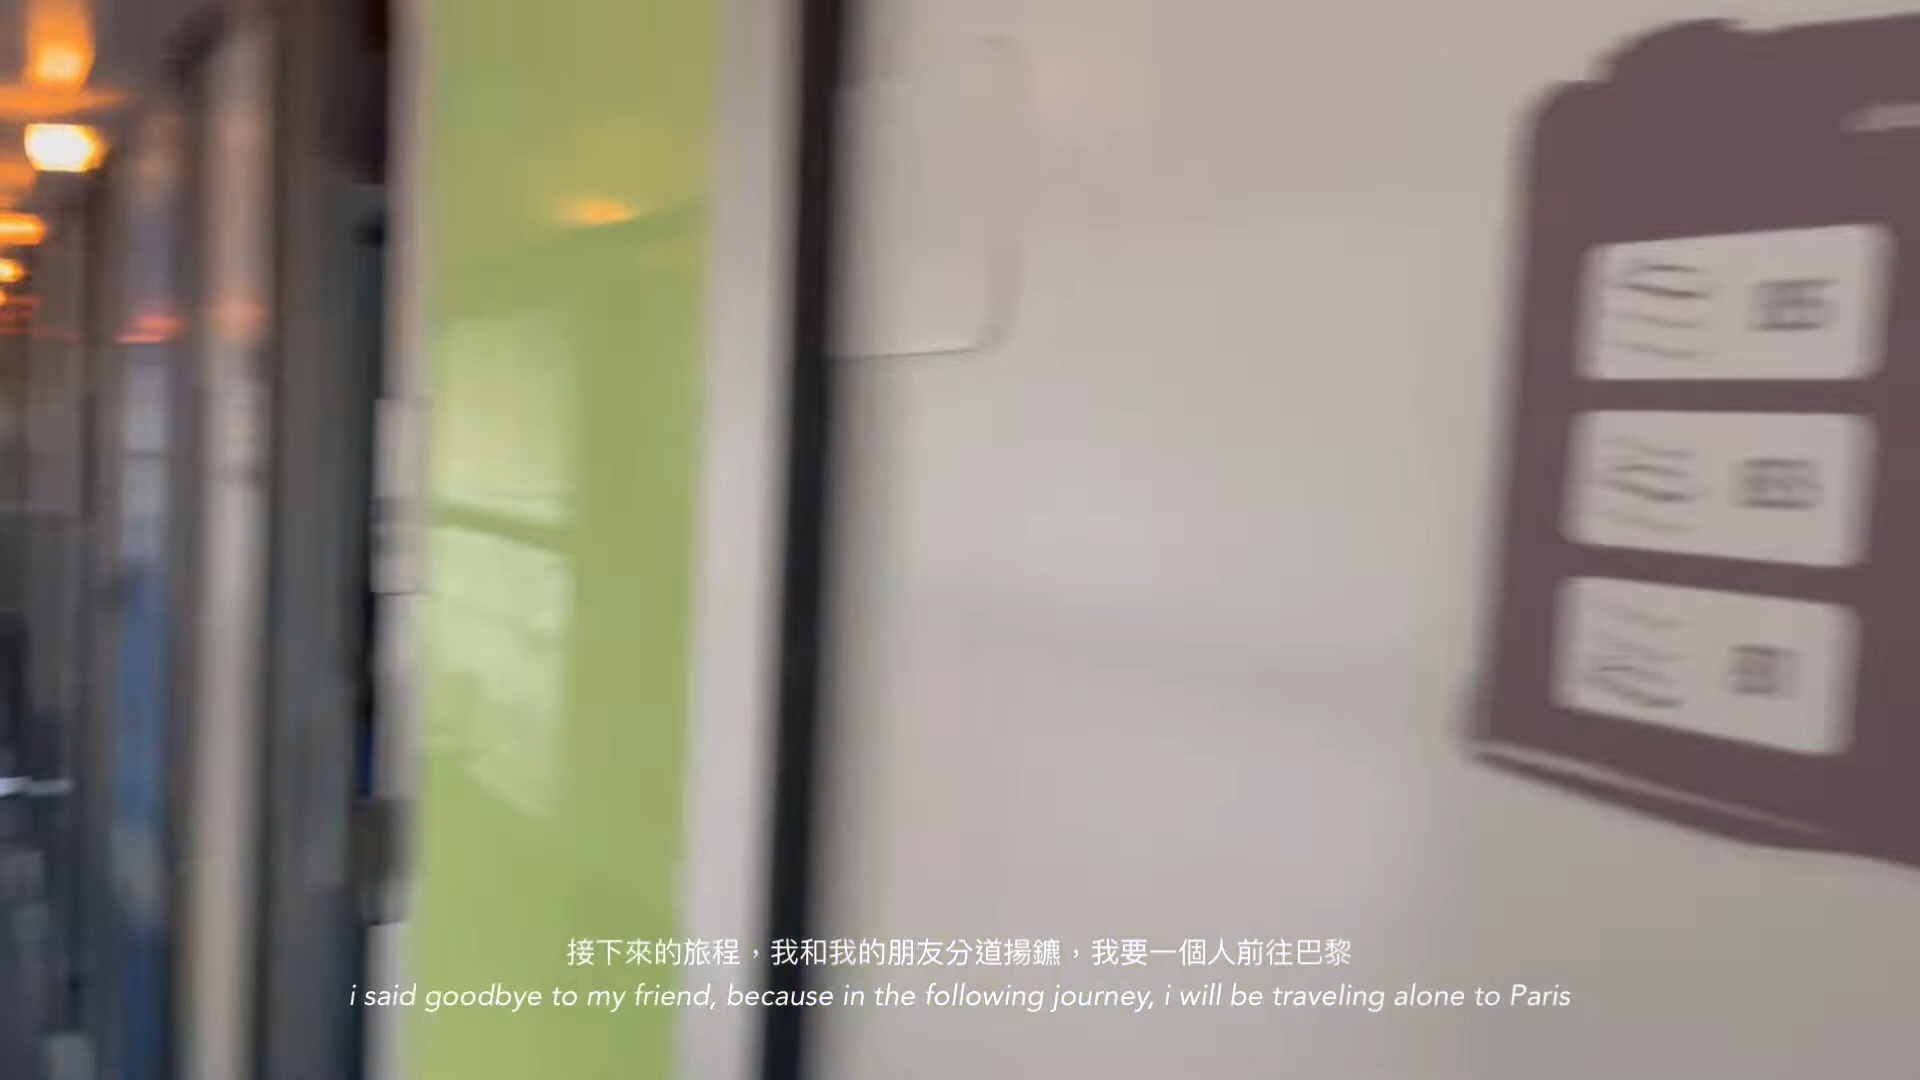 接下來的旅程，我和我的朋友分道揚鑣，我要一個人前往巴黎
i said goodbye to my friend, because in the following journey, i will be traveling alone to Paris